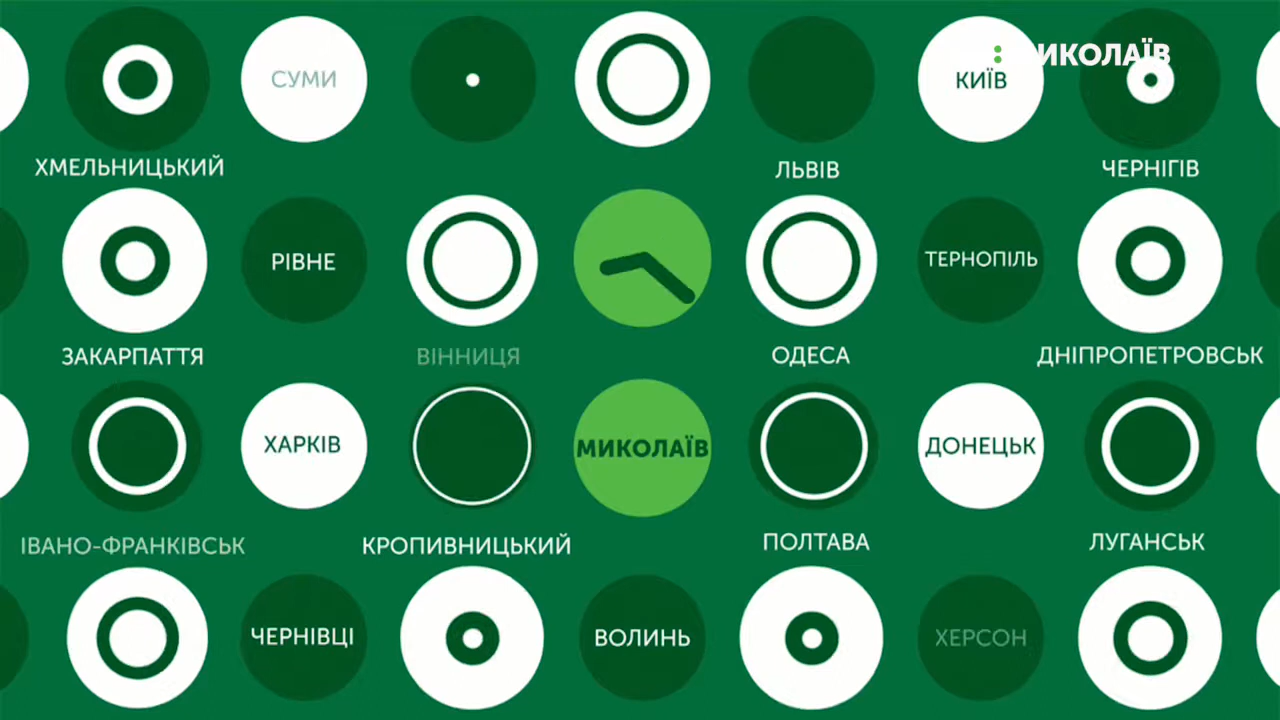 СУМИ
КИЇВ
МИКОЛАЇВ
ХМЕЛЬНИЦЬКИЙ
ЛЬВІВ
ЧЕРНІГІВ
РІВНЕ
ТЕРНОПІЛЬ
ЗАКАРПАТТЯ
ВІННИЦЯ
ОДЕСА
ДНІПРОПЕТРОВСЬК
ХАРКІВ
МИКОЛАЇВ
ДОНЕЦЬК
ІВАНО-ФРАНКІВСЬК
КРОПИВНИЦЬКИЙ
ПОЛТАВА
ЛУГАНСЬК
ЧЕРНІВЦІ
ВОЛИНЬ
ХЕРСОН